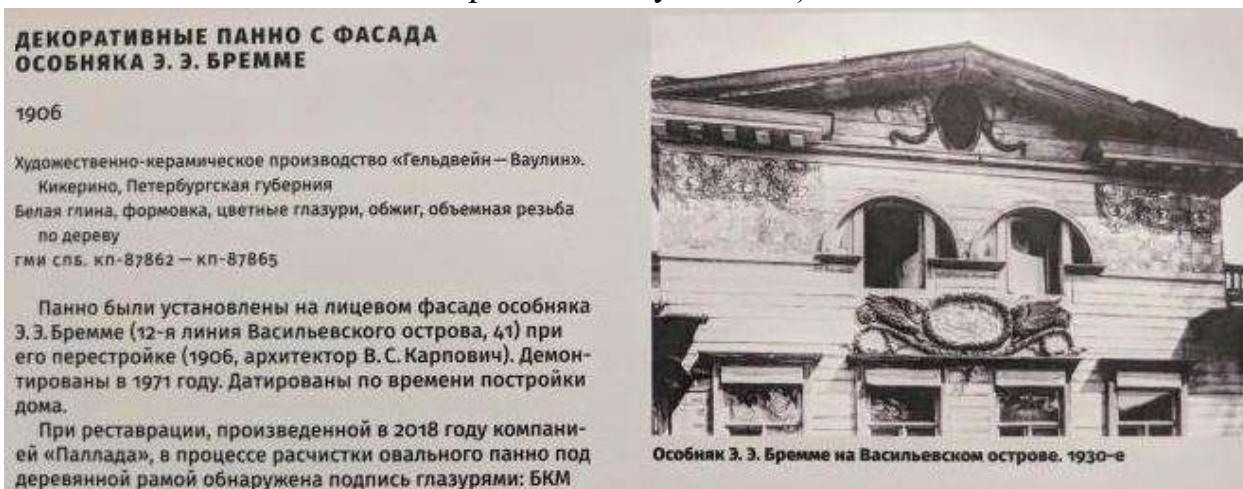 ДЕКОРАТИВНЫЕ ПАННО С ФАСАДА
ОСОБНЯКА Э. Э. БРЕММЕ
1906
Художественно-керамическое производство «Гельдвейн—Ваулин».
Кикерино, Петербургская губерния
Белая глина, формовка, цветные глазури, обжиг, объемная резьба
по дереву
ГМИ СПБ. КП-87862 — КП-87865
Панно были установлены на лицевом фасаде особняка
Э. Э. Бремме (12-я линия Васильевского острова, 41) при
его перестройке (1906, архитектор В. С. Карпович). Демон-
тированы в 1971 году. Датированы по времени постройки
дома.
При реставрации, произведенной в 2018 году компани-
ей «Паллада», в процессе расчистки овального панно под
деревянной рамой обнаружена подпись глазурями: БКМ
Особняк Э. Э. Бремме на Васильевском острове. 1930-е